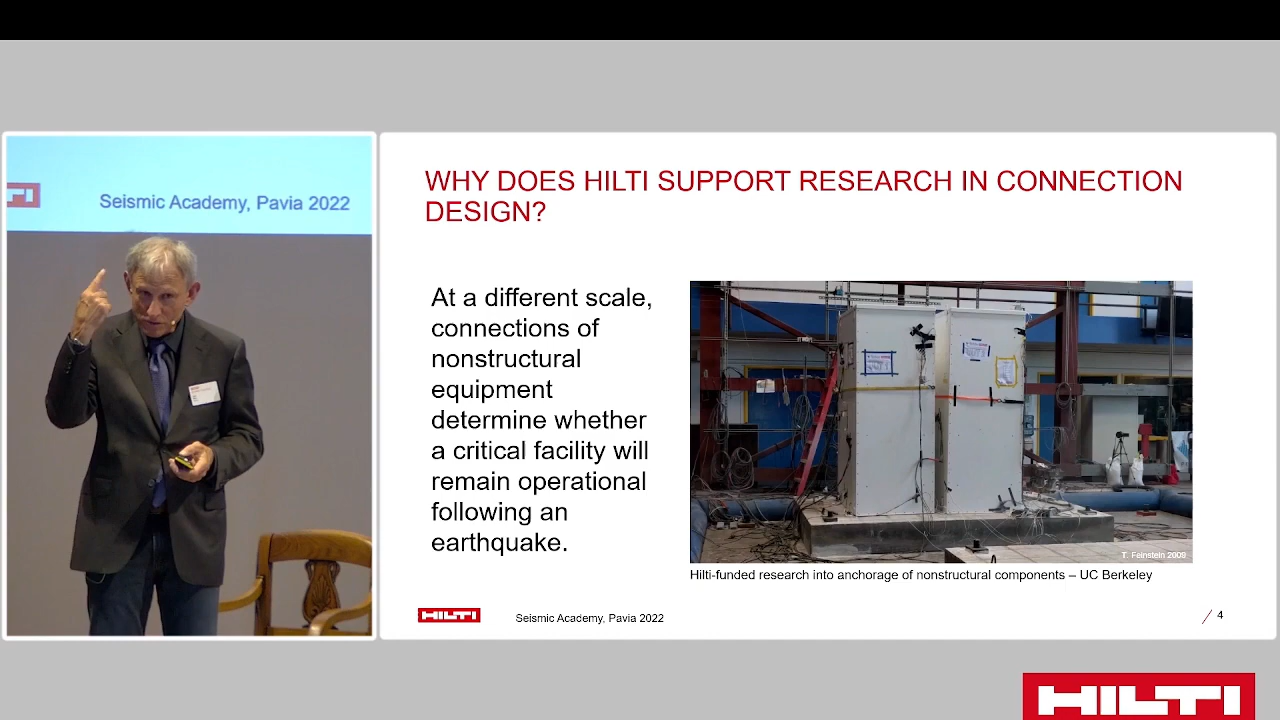 Seismic Academy, Pavia 2022
WHY DOES HILTI SUPPORT RESEARCH IN CONNECTION
DESIGN?
At a different scale,
connections of
nonstructural
equipment
determine whether
a critical facility will
remain operational
following an
earthquake.
T. Feinstein 2009
Hilti-funded research into anchorage of nonstructural components – UC Berkeley
HILTI
Seismic Academy, Pavia 2022
4
HILTI